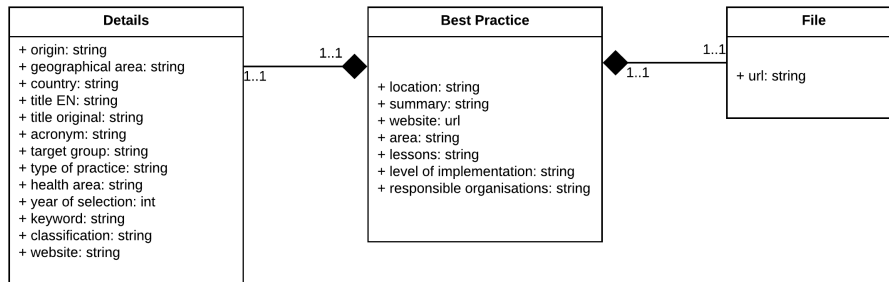 Details
+ origin: string
+ geographical area: string
+ country: string
+ title EN: string
+ title original: string
+ acronym: string
+ target group: string
+ type of practice: string
+ health area: string
+ year of selection: int
+ keyword: string
+ classification: string
+ website: string
1..1
1..1
Best Practice
+ location: string
+ summary: string
+ website: url
+ area: string
+ lessons: string
+ level of implementation: string
+ responsible organisations: string
1..1
1..1
File
+ url: string